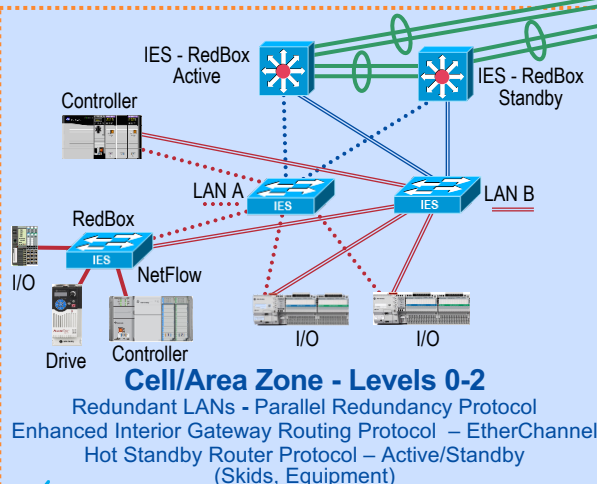 IES - RedBox
Active
IES - RedBox
Standby
Controller
LAN A
IES
IES
LAN B
RedBox
IES
NetFlow
I/O
Drive
Controller
I/O
I/O
Cell/Area Zone - Levels 0-2
Redundant LANs - Parallel Redundancy Protocol
Enhanced Interior Gateway Routing Protocol – EtherChannel
Hot Standby Router Protocol – Active/Standby
(Skids, Equipment)